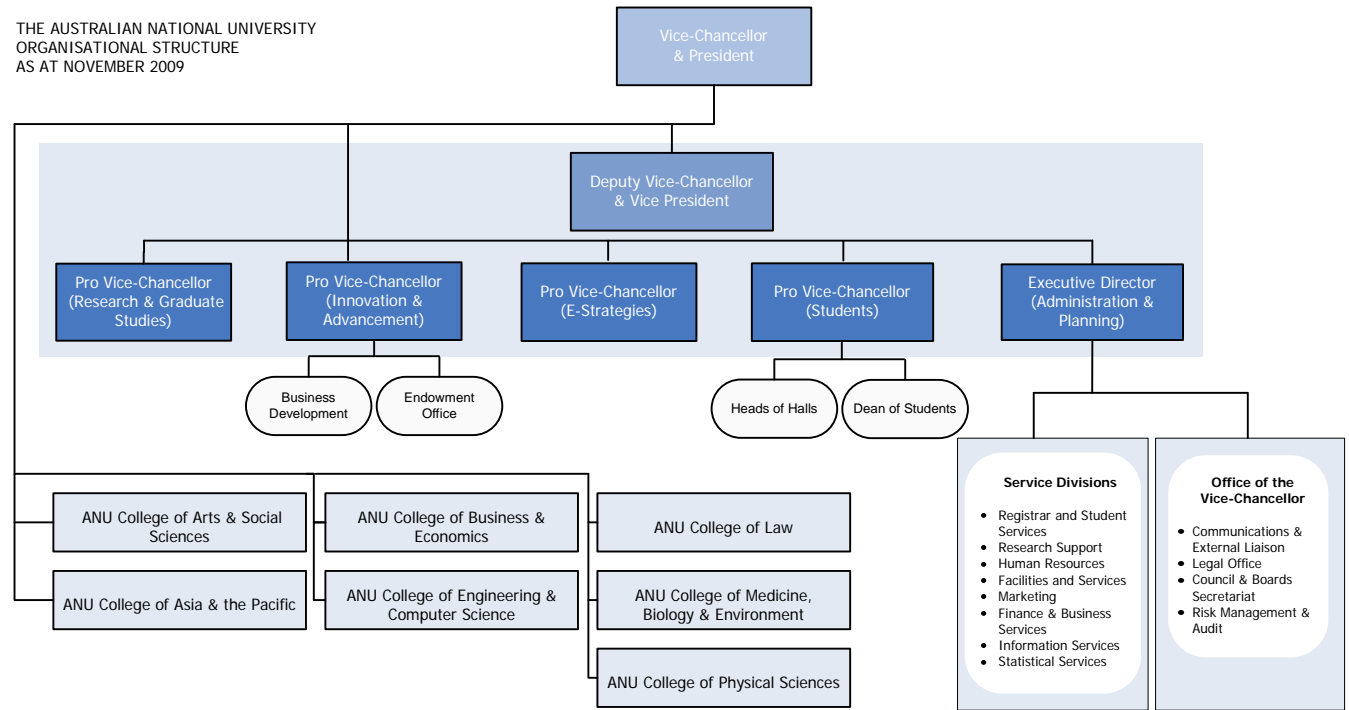 THE AUSTRALIAN NATIONAL UNIVERSITY
ORGANISATIONAL STRUCTURE
AS AT NOVEMBER 2009
Vice-Chancellor
& President
Deputy Vice-Chancellor
& Vice President
Pro Vice-Chancellor
(Research & Graduate
Studies)
Pro Vice-Chancellor
(Innovation &
Advancement)
Pro Vice-Chancellor
(E-Strategies)
Pro Vice-Chancellor
(Students)
Executive Director
(Administration &
Planning)
Business
Development
Endowment
Office
Heads of Halls
Dean of Students
Service Divisions
• Registrar and Student
Services
• Research Support
• Human Resources
• Facilities and Services
• Marketing
• Finance & Business
Services
• Information Services
• Statistical Services
Office of the
Vice-Chancellor
• Communications &
External Liaison
• Legal Office
• Council & Boards
Secretariat
• Risk Management &
Audit
ANU College of Arts & Social
Sciences
ANU College of Business &
Economics
ANU College of Law
ANU College of Asia & the Pacific
ANU College of Engineering &
Computer Science
ANU College of Medicine,
Biology & Environment
ANU College of Physical Sciences